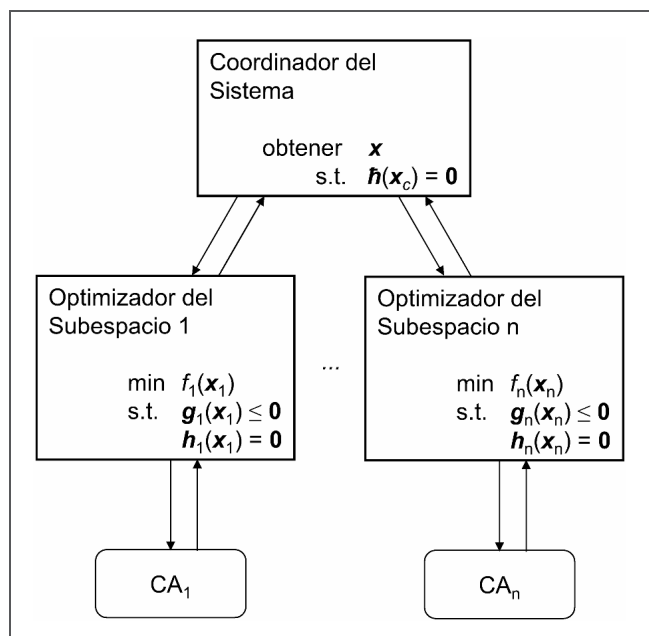 Coordinador del
Sistema
obtener x
s.t. ħ(x_c) = 0
Optimizador del
Subespacio 1
min f₁(x₁)
s.t. g₁(x₁) ≤ 0
h₁(x₁) = 0
...
Optimizador del
Subespacio n
min fₙ(xₙ)
s.t. gₙ(xₙ) ≤ 0
hₙ(xₙ) = 0
CA₁
CAₙ